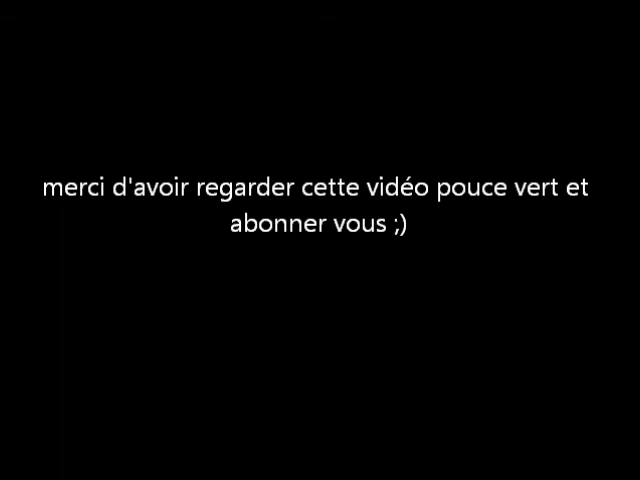 merci d'avoir regarder cette vidéo pouce vert et
abonner vous ;)